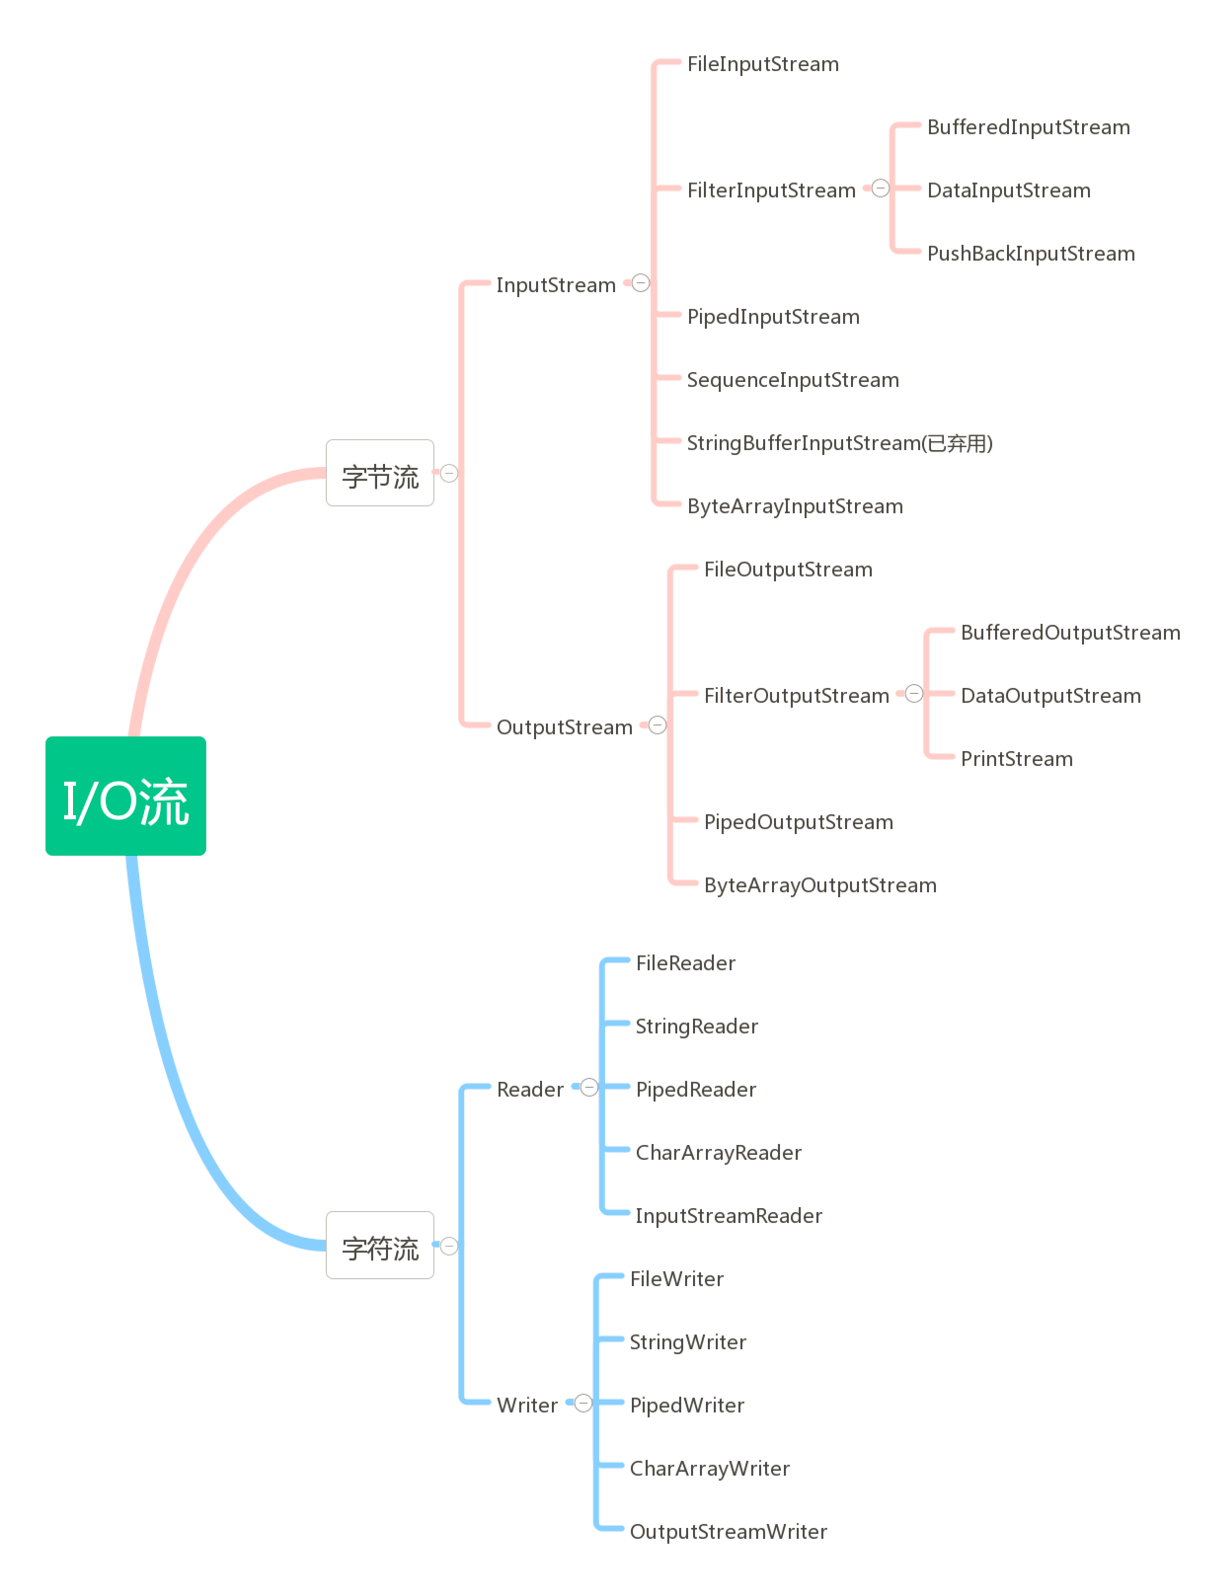 FileInputStream
BufferedInputStream
FilterInputStream
DataInputStream
PushBackInputStream
InputStream
PipedInputStream
SequenceInputStream
StringBufferInputStream(已弃用)
字节流
ByteArrayInputStream
FileOutputStream
BufferedOutputStream
FilterOutputStream
DataOutputStream
OutputStream
PrintStream
I/O流
PipedOutputStream
ByteArrayOutputStream
FileReader
StringReader
Reader
PipedReader
CharArrayReader
InputStreamReader
字符流
FileWriter
StringWriter
Writer
PipedWriter
CharArrayWriter
OutputStreamWriter